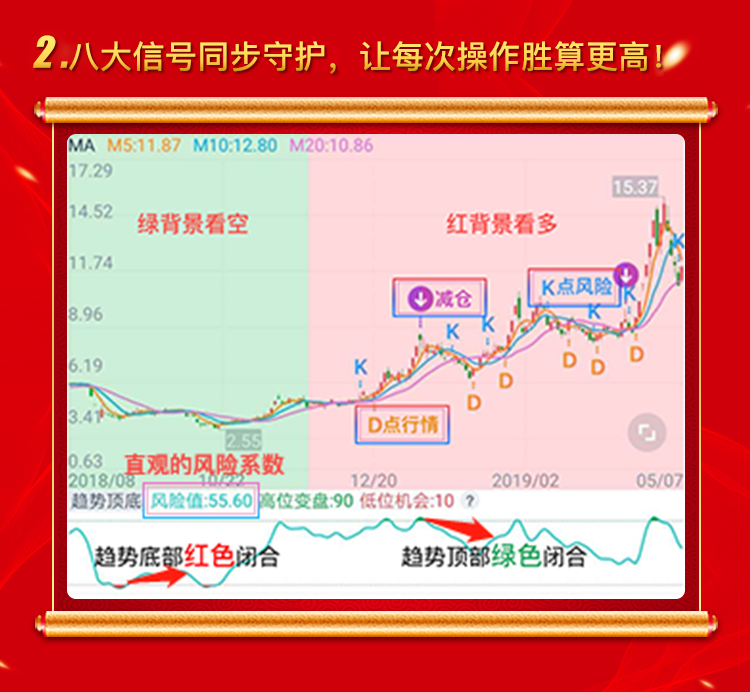 2.八大信号同步守护，让每次操作胜算更高！
MA M5:11.87 M10:12.80 M20:10.86
17.29
15.37
14.52
绿背景看空 红背景看多
K
11.74
K点风险
减仓
K
8.96
K
K K
D
6.19
K
D D
D
D
3.41
D点行情
2.55
0.63
直观的风险系数
2018/08 10/22 12/20 2019/02 05/07
趋势顶底 风险值:55.60 高位变盘:90 低位机会:10 ?
趋势底部红色闭合 趋势顶部绿色闭合